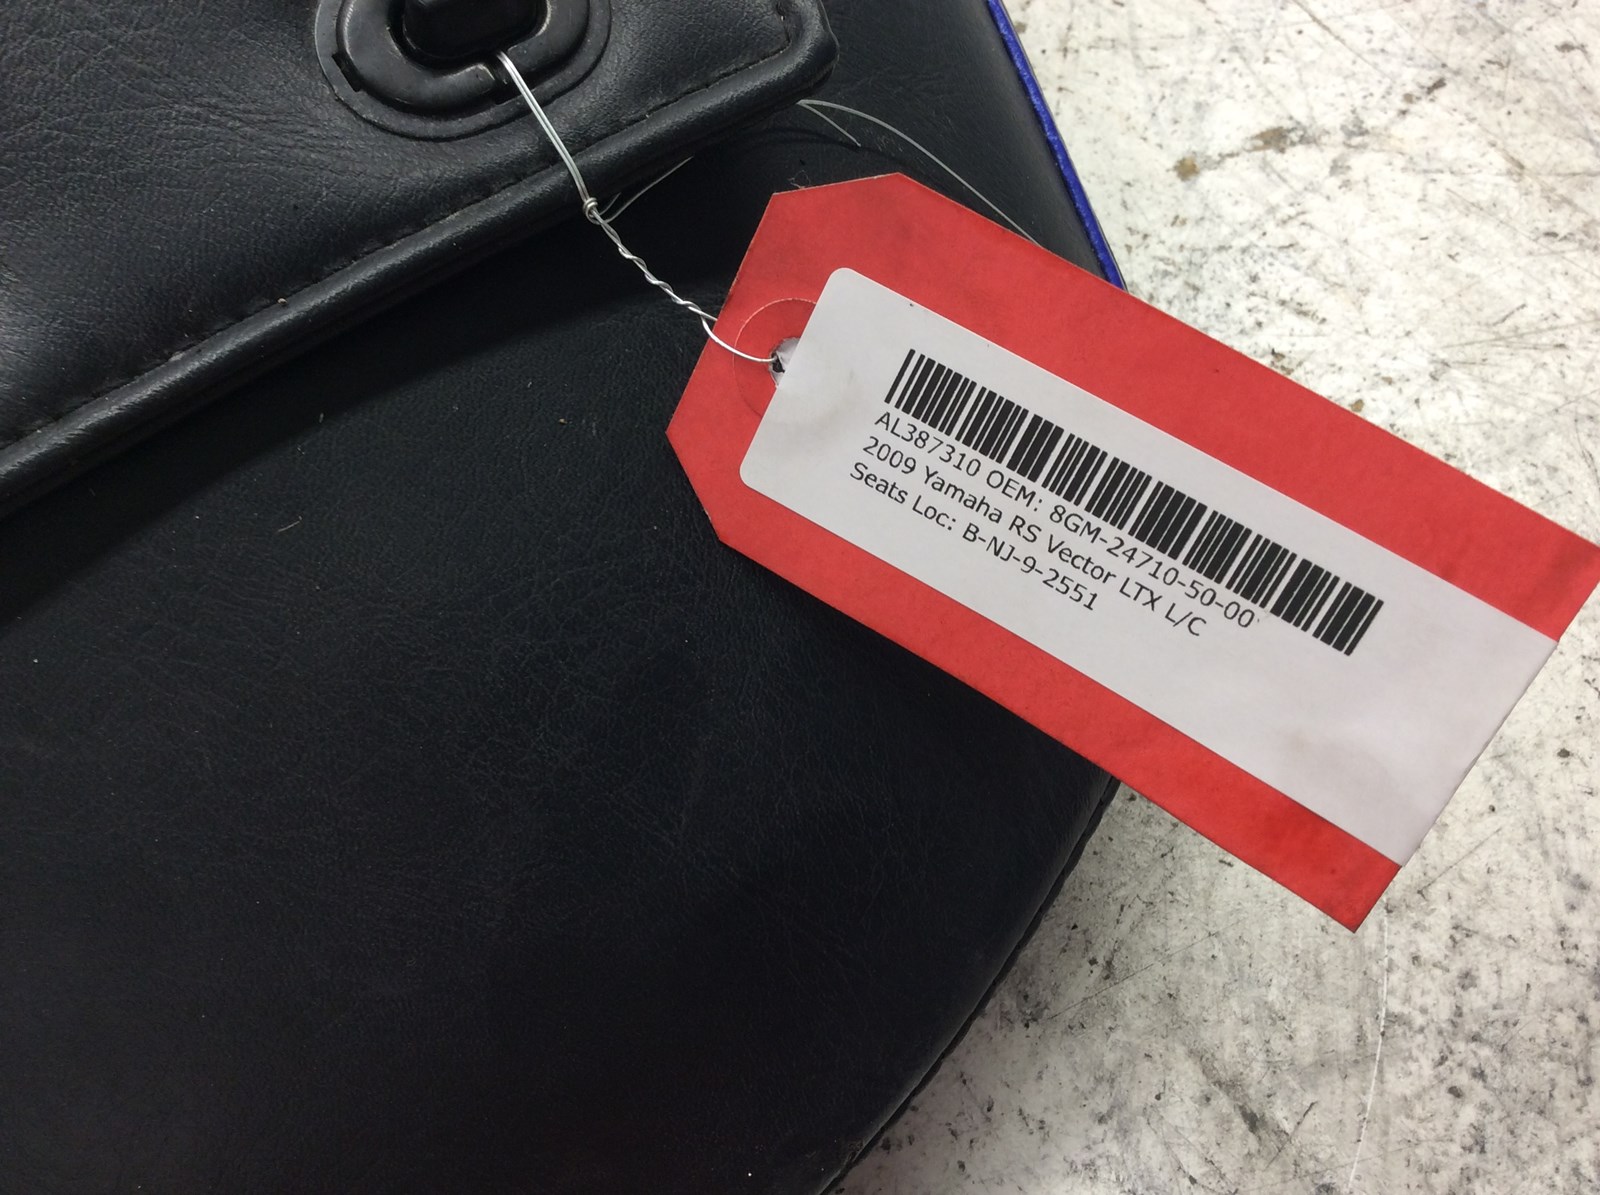 AL387310 OEM: 8GM-24710-50-00
2009 Yamaha RS Vector LTX L/C
Seats Loc: B-NJ-9-2551